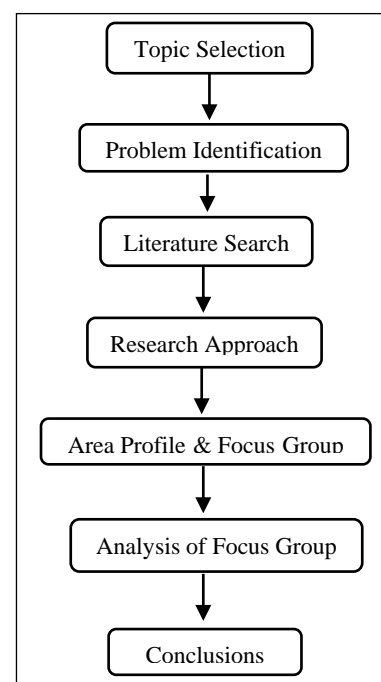 Topic Selection
Problem Identification
Literature Search
Research Approach
Area Profile & Focus Group
Analysis of Focus Group
Conclusions